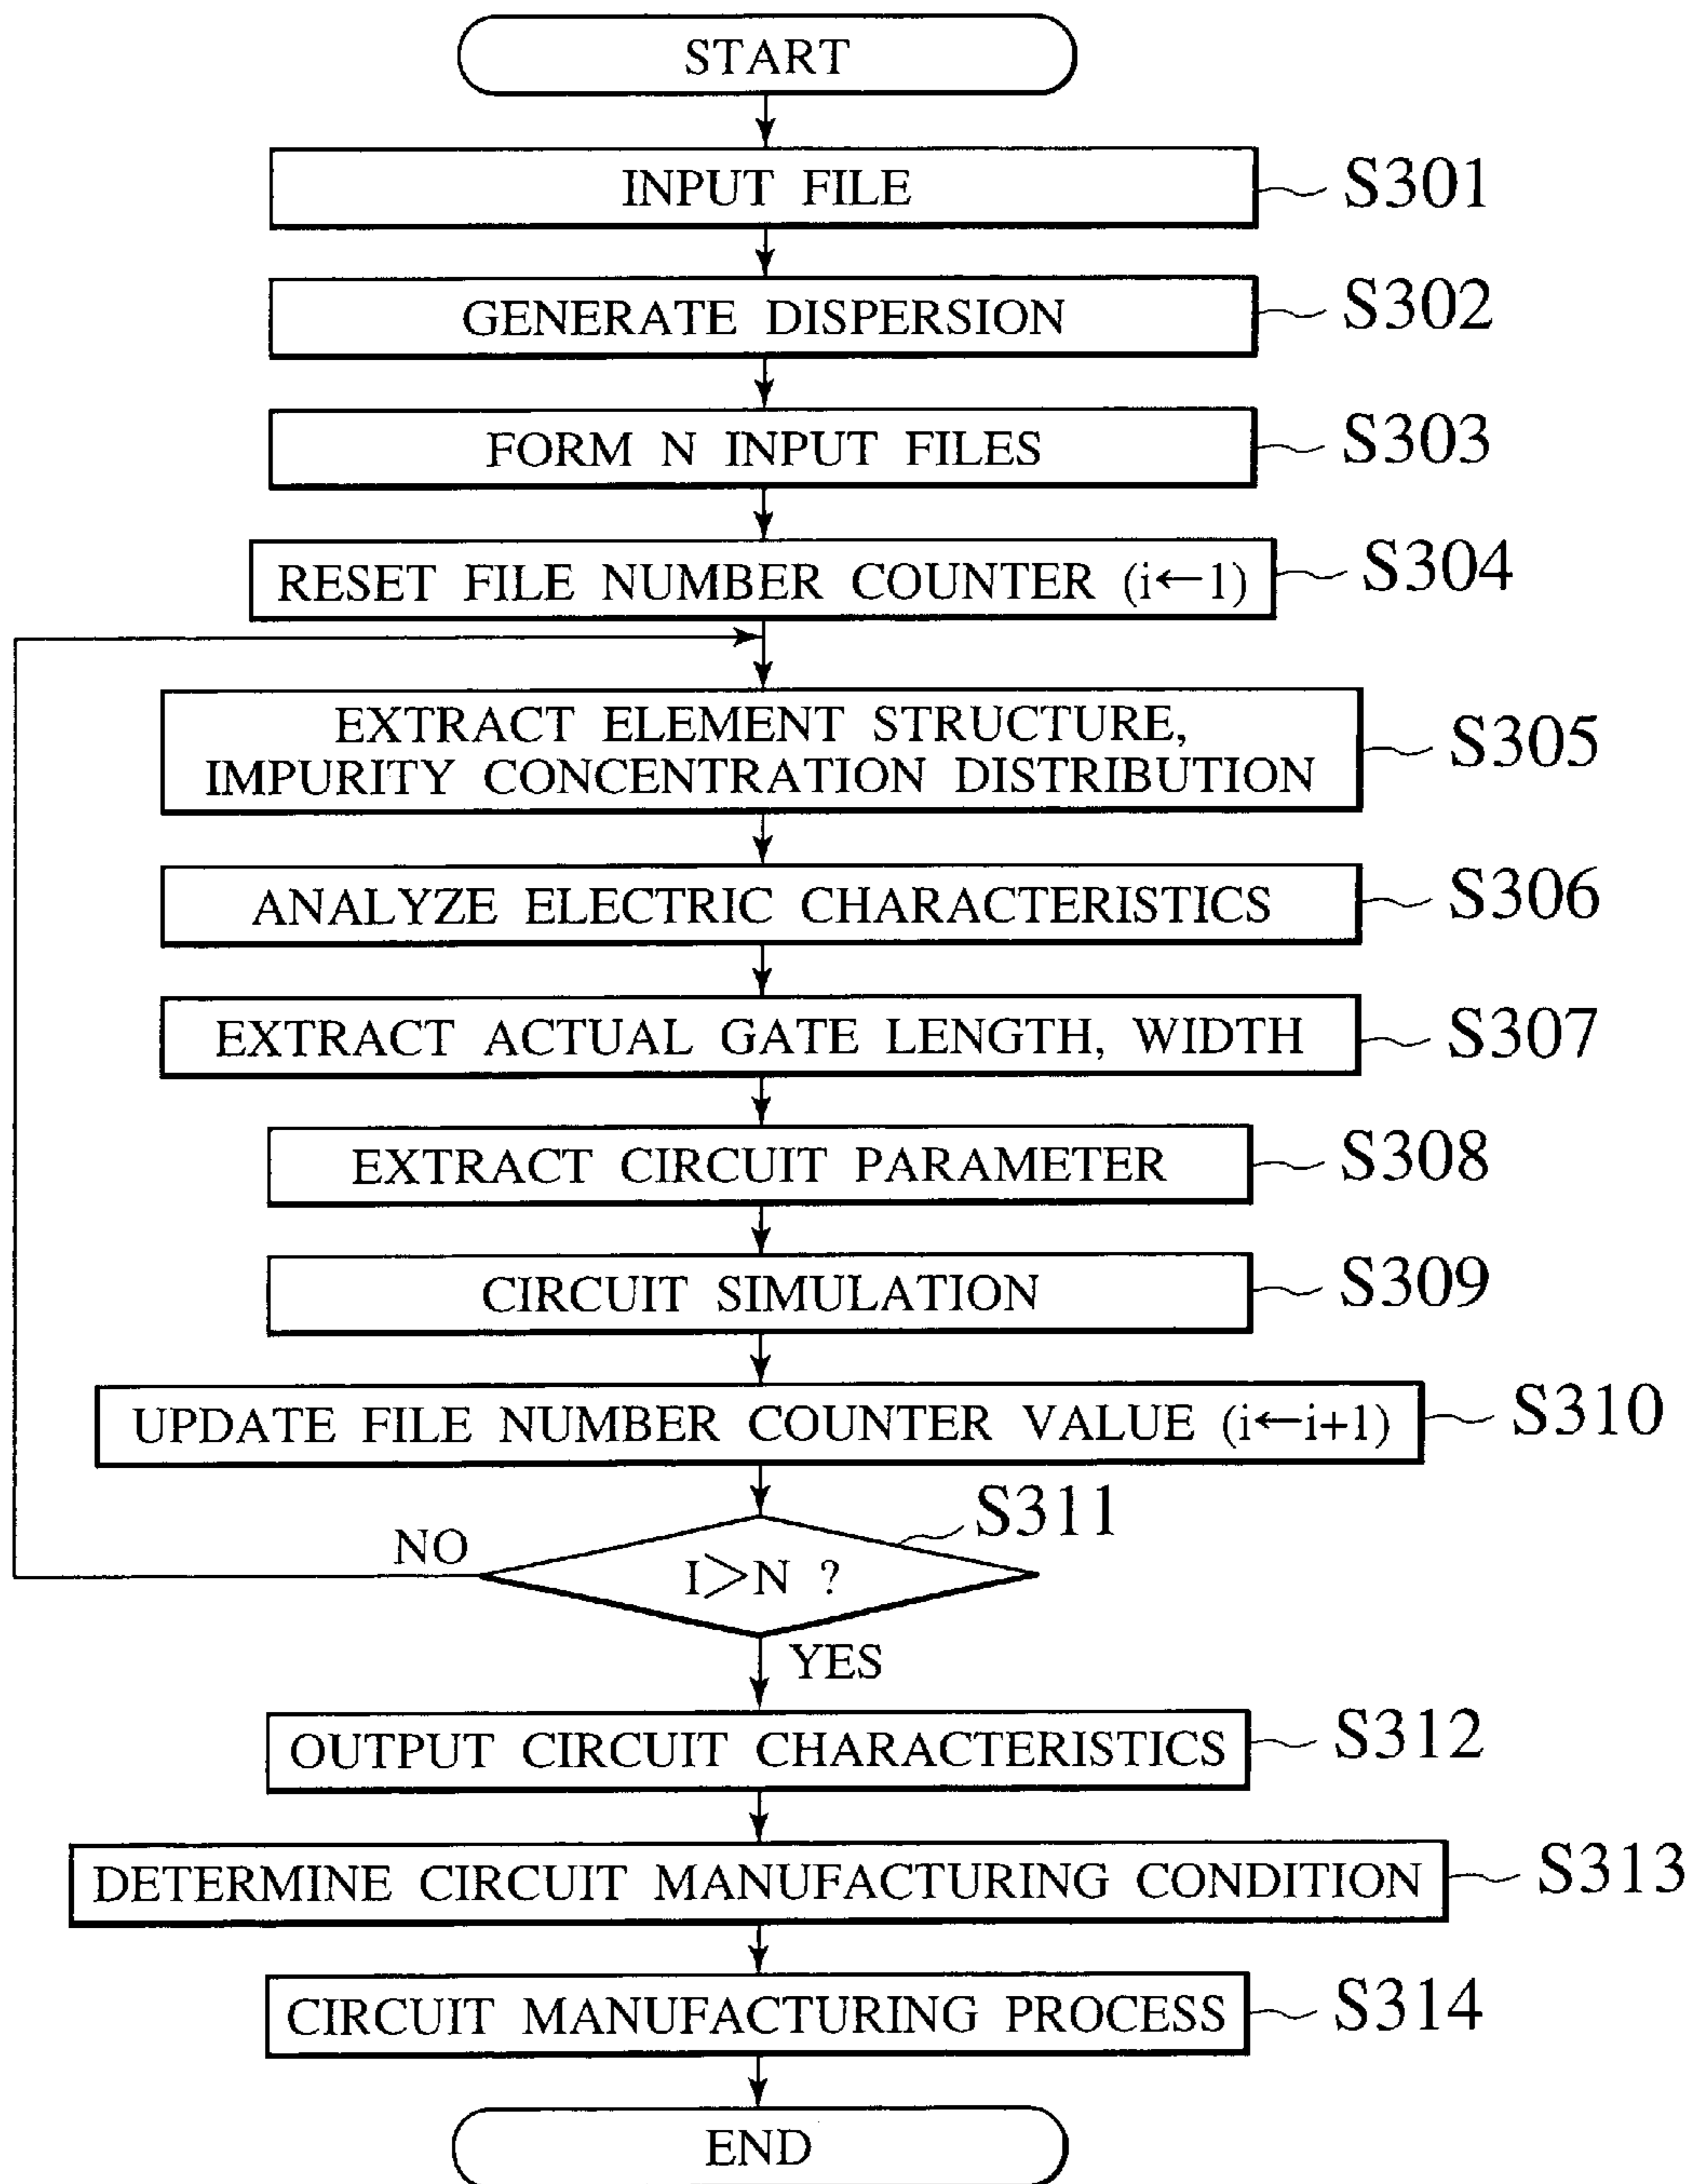 START
INPUT FILE
S301
GENERATE DISPERSION
S302
FORM N INPUT FILES
S303
RESET FILE NUMBER COUNTER (i←1)
S304
EXTRACT ELEMENT STRUCTURE,
IMPURITY CONCENTRATION DISTRIBUTION
S305
ANALYZE ELECTRIC CHARACTERISTICS
S306
EXTRACT ACTUAL GATE LENGTH, WIDTH
S307
EXTRACT CIRCUIT PARAMETER
S308
CIRCUIT SIMULATION
S309
UPDATE FILE NUMBER COUNTER VALUE (i←i+1)
S310
S311
NO
I>N ?
YES
OUTPUT CIRCUIT CHARACTERISTICS
S312
DETERMINE CIRCUIT MANUFACTURING CONDITION
S313
CIRCUIT MANUFACTURING PROCESS
S314
END